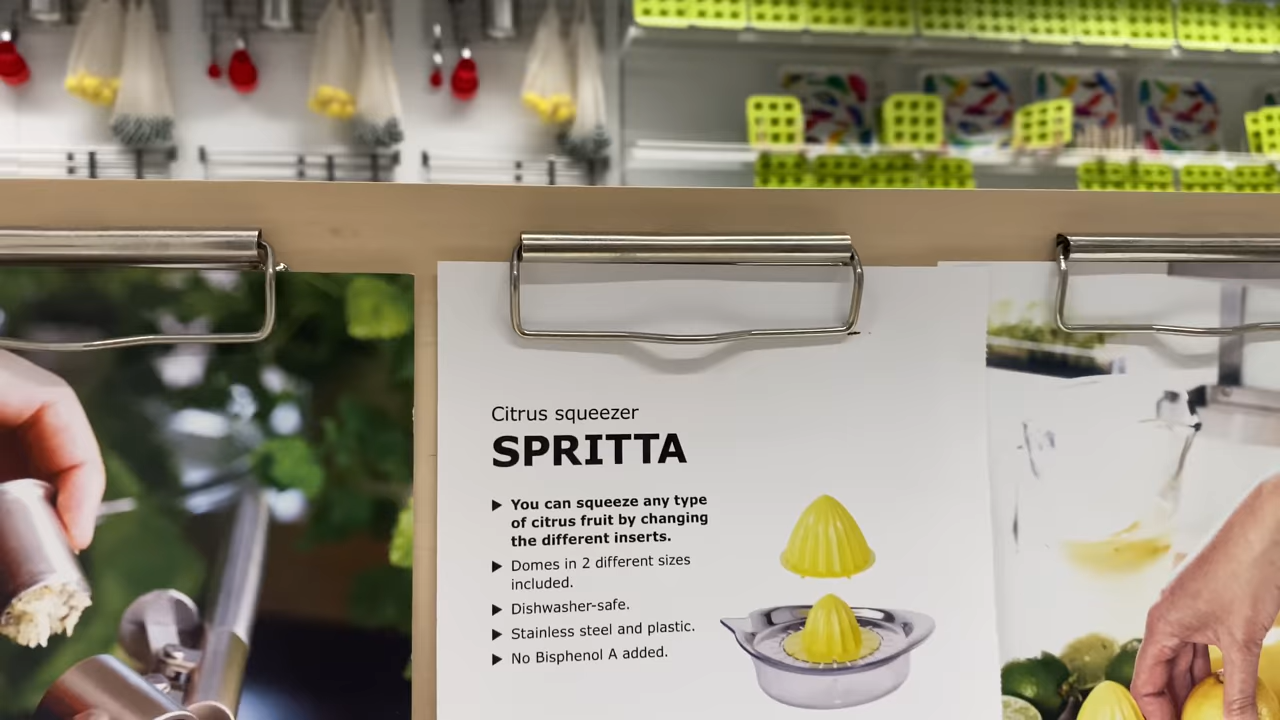 Citrus squeezer
SPRITTA
▶ You can squeeze any type
of citrus fruit by changing
the different inserts.
▶ Domes in 2 different sizes
included.
▶ Dishwasher-safe.
▶ Stainless steel and plastic.
▶ No Bisphenol A added.